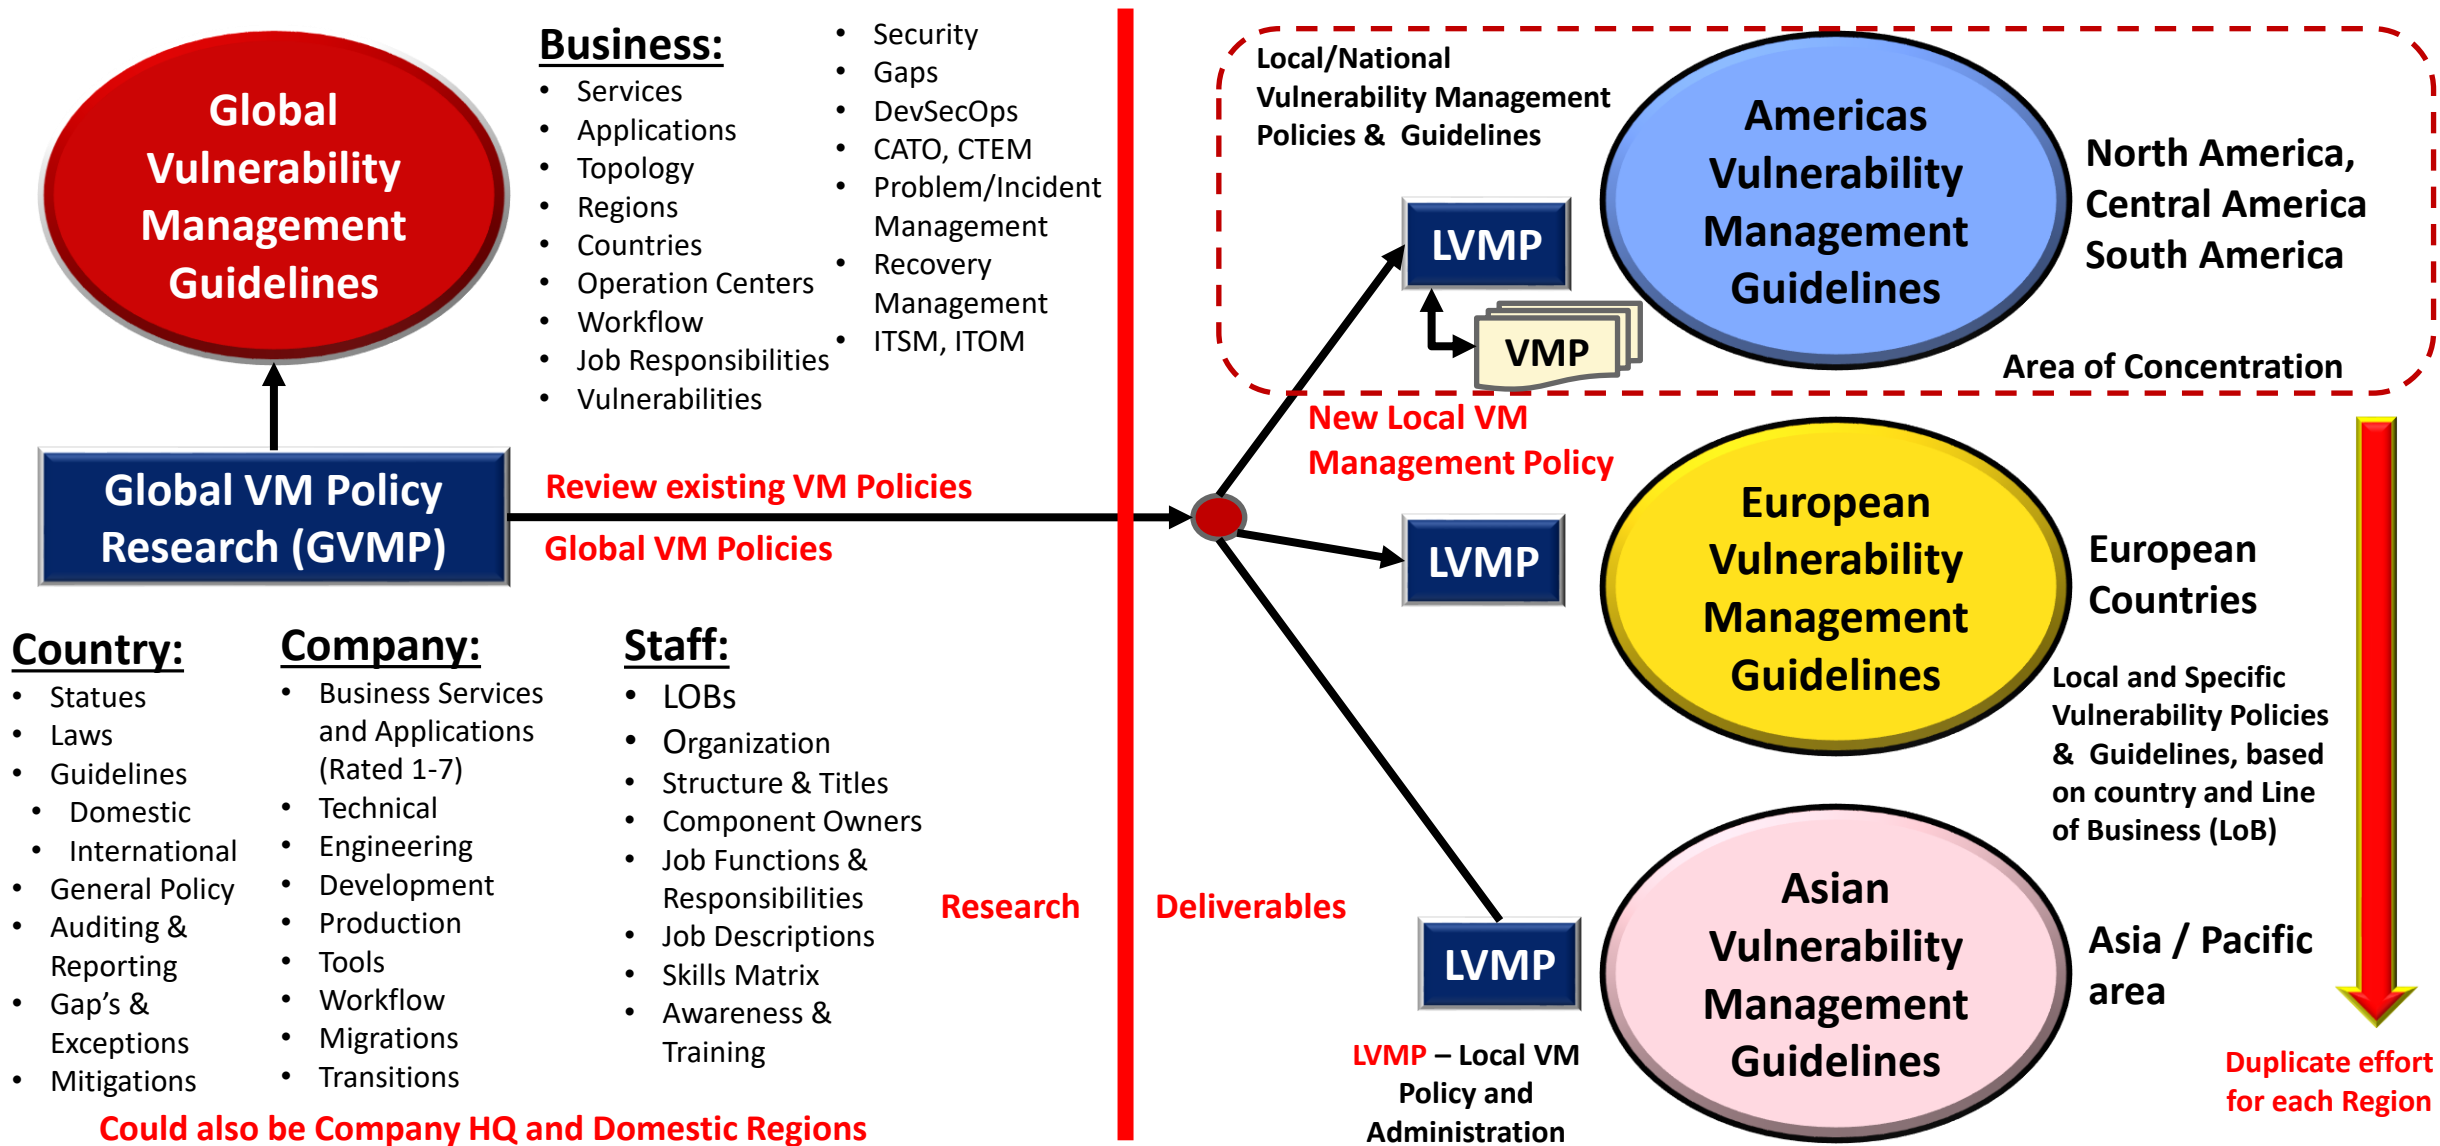 Global
Vulnerability
Management
Guidelines
Business:
• Services
• Applications
• Topology
• Regions
• Countries
• Operation Centers
• Workflow
• Job Responsibilities
• Vulnerabilities
• Security
• Gaps
• DevSecOps
• CATO, CTEM
• Problem/Incident
Management
• Recovery
Management
• ITSM, ITOM
Global VM Policy
Research (GVMP)
Review existing VM Policies
Global VM Policies
Country:
• Statues
• Laws
• Guidelines
• Domestic
• International
• General Policy
• Auditing &
Reporting
• Gap’s &
Exceptions
• Mitigations
Company:
• Business Services
and Applications
(Rated 1-7)
• Technical
• Engineering
• Development
• Production
• Tools
• Workflow
• Migrations
• Transitions
Staff:
• LOBs
• Organization
• Structure & Titles
• Component Owners
• Job Functions &
Responsibilities
• Job Descriptions
• Skills Matrix
• Awareness &
Training
Could also be Company HQ and Domestic Regions
Research
Deliverables
Local/National
Vulnerability Management
Policies & Guidelines
LVMP
VMP
Americas
Vulnerability
Management
Guidelines
North America,
Central America
South America
Area of Concentration
New Local VM
Management Policy
LVMP
European
Vulnerability
Management
Guidelines
European
Countries
Local and Specific
Vulnerability Policies
& Guidelines, based
on country and Line
of Business (LoB)
LVMP
LVMP – Local VM
Policy and
Administration
Asian
Vulnerability
Management
Guidelines
Asia / Pacific
area
Duplicate effort
for each Region